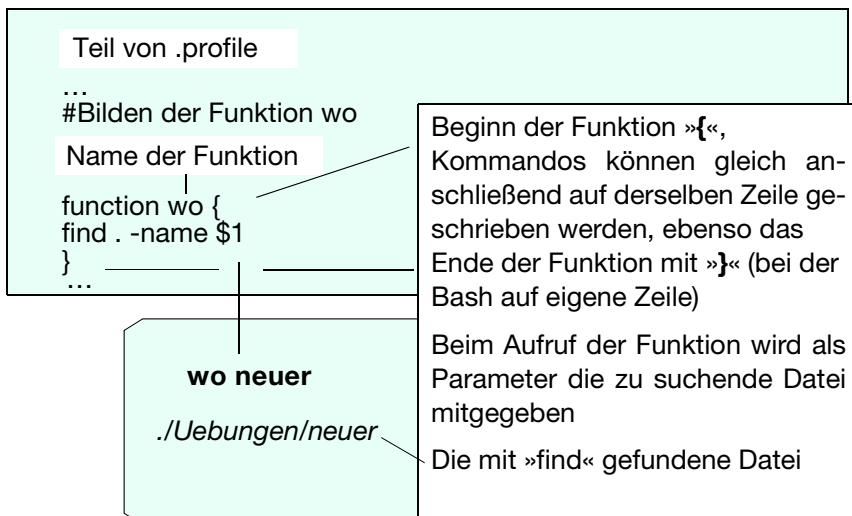 Teil von .profile
…
#Bilden der Funktion wo
Name der Funktion
function wo {
find . -name $1
}
…
Beginn der Funktion »{«,
Kommandos können gleich an-
schließend auf derselben Zeile ge-
schrieben werden, ebenso das
Ende der Funktion mit »}« (bei der
Bash auf eigene Zeile)
Beim Aufruf der Funktion wird als
Parameter die zu suchende Datei
mitgegeben
wo neuer
./Uebungen/neuer
Die mit »find« gefundene Datei